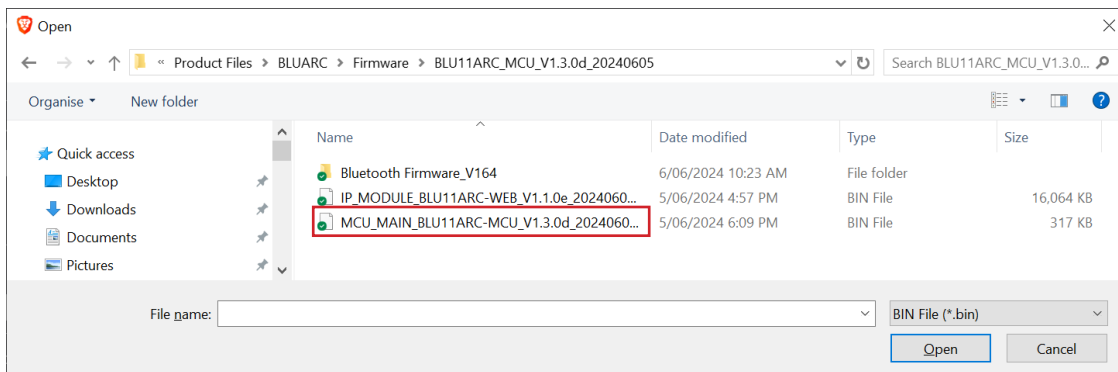 Open
« Product Files > BLUARC > Firmware > BLU11ARC_MCU_V1.3.0d_20240605
Search BLU11ARC_MCU_V1.3.0...
Organise
New folder
Name Date modified Type Size
Quick access
Desktop
Downloads
Documents
Pictures
Bluetooth Firmware_V164 6/06/2024 10:23 AM File folder
IP_MODULE_BLU11ARC-WEB_V1.1.0e_2024060... 5/06/2024 4:57 PM BIN File 16,064 KB
MCU_MAIN_BLU11ARC-MCU_V1.3.0d_2024060... 5/06/2024 6:09 PM BIN File 317 KB
File name:
BIN File (*.bin)
Open Cancel